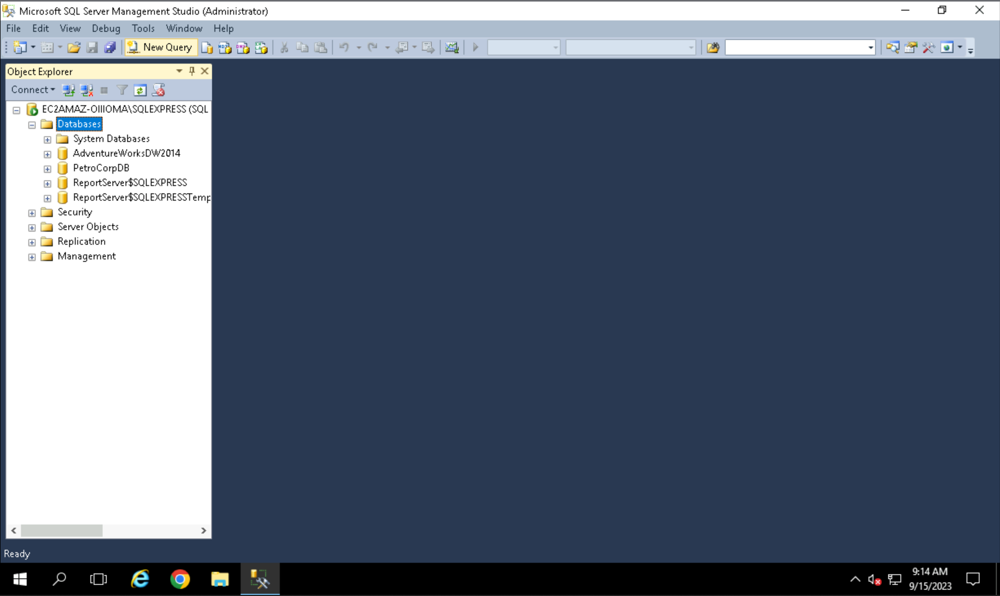 Microsoft SQL Server Management Studio (Administrator)
File Edit View Debug Tools Window Help
New Query
Object Explorer
Connect
EC2AMAZ-OIIIOMA\SQLEXPRESS (SQL
Databases
System Databases
AdventureWorksDW2014
PetroCorpDB
ReportServer$SQLEXPRESS
ReportServer$SQLEXPRESSTemp
Security
Server Objects
Replication
Management
Ready
9:14 AM
9/15/2023